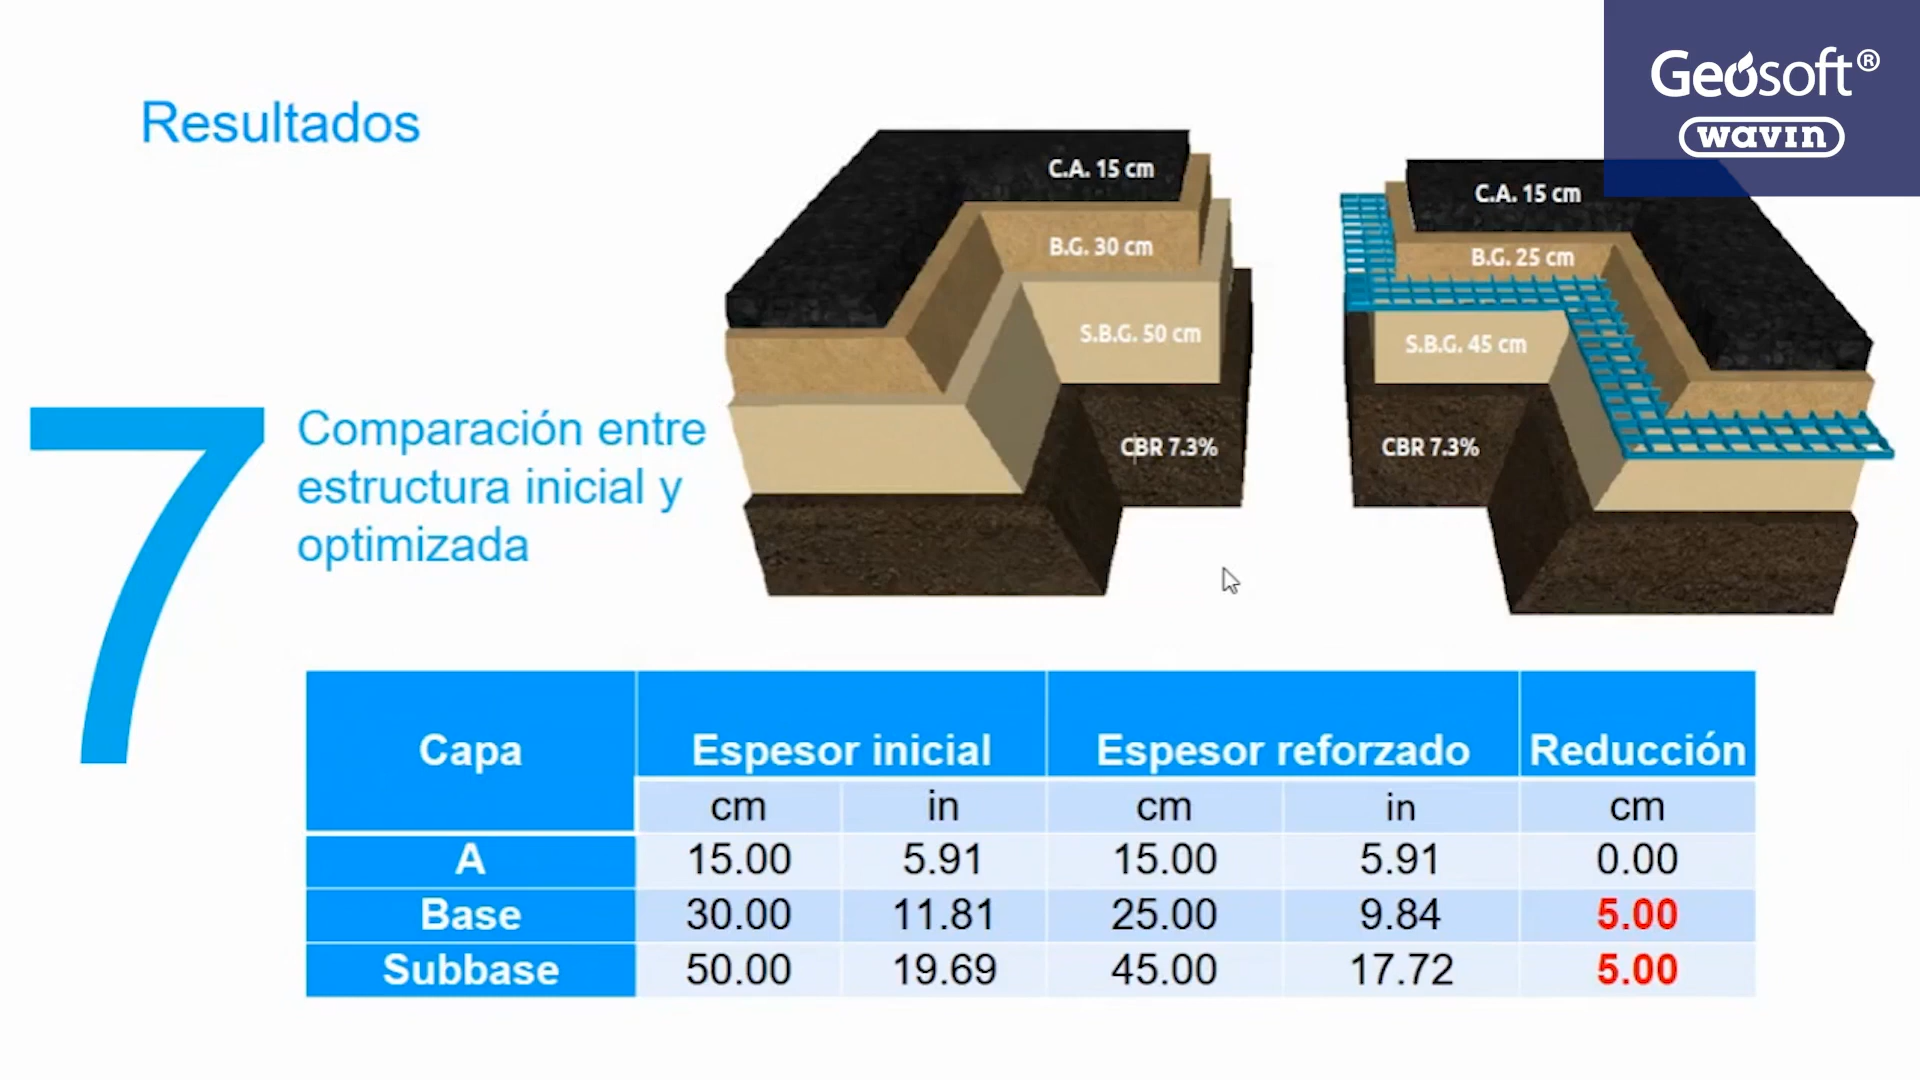 Geosoft®
wavin
Resultados
C.A. 15 cm
B.G. 30 cm
S.B.G. 50 cm
CBR 7.3%
C.A. 15 cm
B.G. 25 cm
S.B.G. 45 cm
CBR 7.3%
7
Comparación entre
estructura inicial y
optimizada
Capa Espesor inicial Espesor reforzado Reducción
cm in cm in cm
A 15.00 5.91 15.00 5.91 0.00
Base 30.00 11.81 25.00 9.84 5.00
Subbase 50.00 19.69 45.00 17.72 5.00